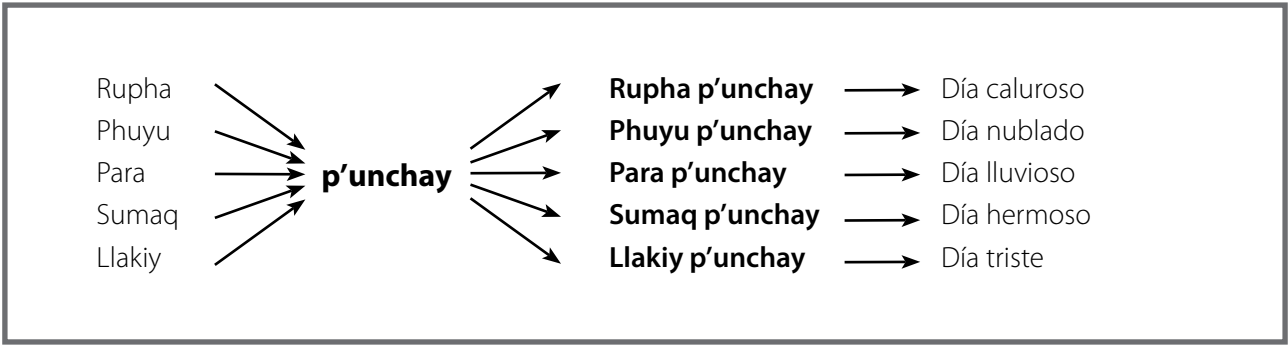 Rupha
Phuyu
Para
Sumaq
Llakiy
p’unchay
Rupha p’unchay Día caluroso
Phuyu p’unchay Día nublado
Para p’unchay Día lluvioso
Sumaq p’unchay Día hermoso
Llakiy p’unchay Día triste